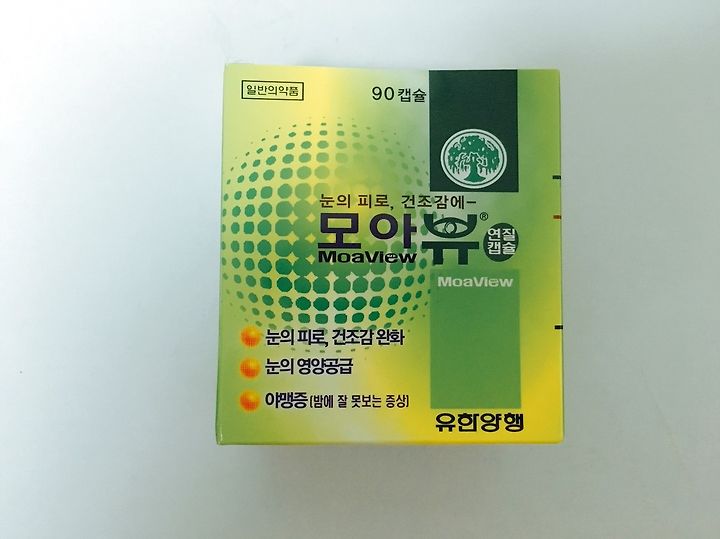 일반의약품
90캡슐
눈의 피로, 건조감에-
모아뷰®
연질
캡슐
MoaView
MoaView
눈의 피로, 건조감 완화
눈의 영양공급
야맹증 (밤에 잘 못보는 증상)
유한양행